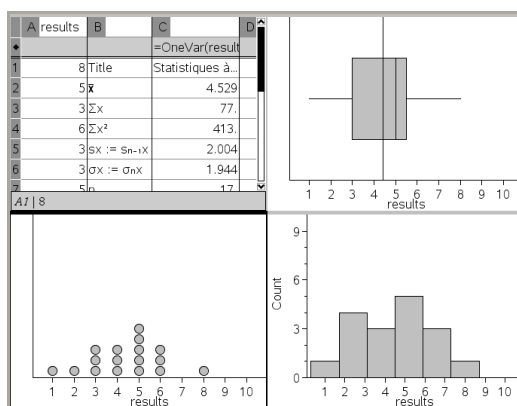 A results B C D
=OneVar(result
1 8 Title Statistiques à...
2 5 x̄ 4.529
3 3 Σx 77.
4 6 Σx² 413.
5 3 sx := sₙ₋₁x 2.004
6 3 σx := σₙx 1.944
7 5 n 17.
A1 | 8
1 2 3 4 5 6 7 8 9 10
results
1 2 3 4 5 6 7 8 9 10
results
Count
9
6
3
0
1 2 3 4 5 6 7 8 9 10
results